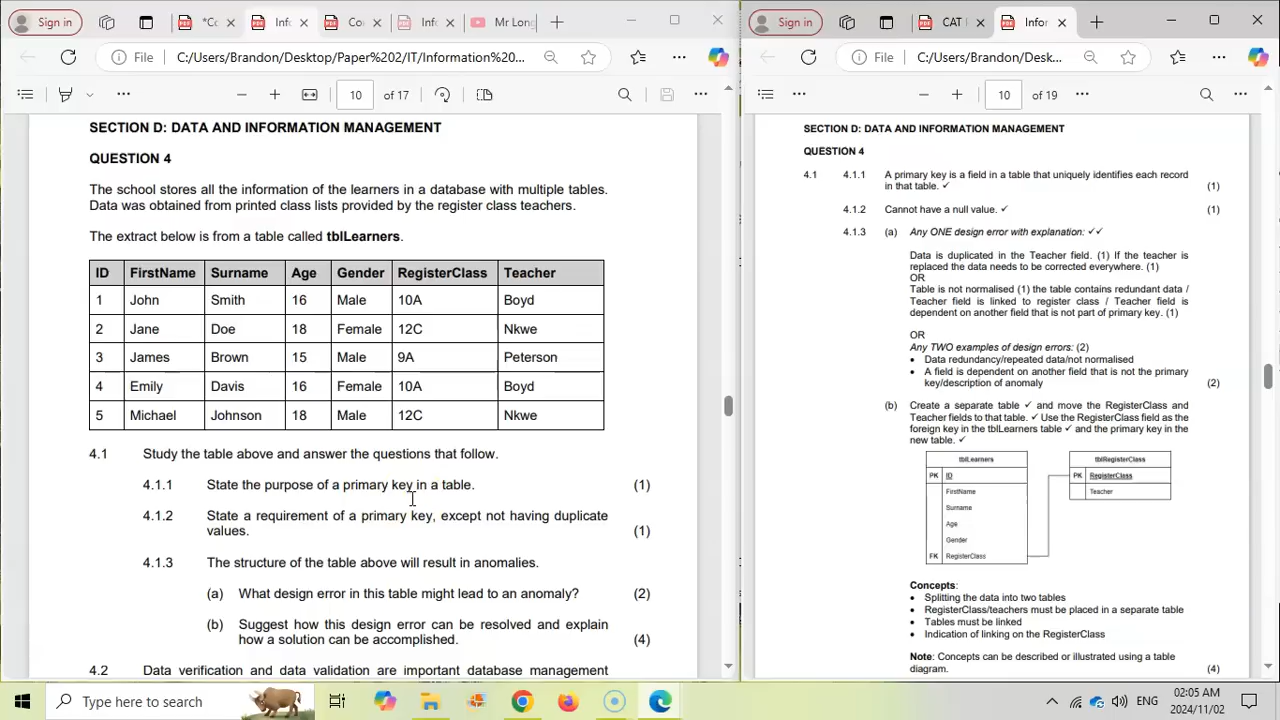 Sign in
*Co
Info
Co
Info
Mr Long
File
C:/Users/Brandon/Desktop/Paper%202/IT/Information%20...
10
of 17
SECTION D: DATA AND INFORMATION MANAGEMENT
QUESTION 4
The school stores all the information of the learners in a database with multiple tables.
Data was obtained from printed class lists provided by the register class teachers.
The extract below is from a table called tblLearners.
ID FirstName Surname Age Gender RegisterClass Teacher
1 John Smith 16 Male 10A Boyd
2 Jane Doe 18 Female 12C Nkwe
3 James Brown 15 Male 9A Peterson
4 Emily Davis 16 Female 10A Boyd
5 Michael Johnson 18 Male 12C Nkwe
4.1 Study the table above and answer the questions that follow.
4.1.1 State the purpose of a primary key in a table. (1)
4.1.2 State a requirement of a primary key, except not having duplicate
values. (1)
4.1.3 The structure of the table above will result in anomalies.
(a) What design error in this table might lead to an anomaly? (2)
(b) Suggest how this design error can be resolved and explain
how a solution can be accomplished. (4)
4.2 Data verification and data validation are important database management
Sign in
CAT I
Infor
File
C:/Users/Brandon/Desk...
10
of 19
SECTION D: DATA AND INFORMATION MANAGEMENT
QUESTION 4
4.1 4.1.1 A primary key is a field in a table that uniquely identifies each record
in that table. ✓ (1)
4.1.2 Cannot have a null value. ✓ (1)
4.1.3 (a) Any ONE design error with explanation: ✓✓
Data is duplicated in the Teacher field. (1) If the teacher is
replaced the data needs to be corrected everywhere. (1)
OR
Table is not normalised (1) the table contains redundant data /
Teacher field is linked to register class / Teacher field is
dependent on another field that is not part of primary key. (1)
OR
Any TWO examples of design errors: (2)
• Data redundancy/repeated data/not normalised
• A field is dependent on another field that is not the primary
key/description of anomaly (2)
(b) Create a separate table ✓ and move the RegisterClass and
Teacher fields to that table. ✓ Use the RegisterClass field as the
foreign key in the tblLearners table ✓ and the primary key in the
new table. ✓
tblLearners
PK ID
FirstName
Surname
Age
Gender
FK RegisterClass
tblRegisterClass
PK RegisterClass
Teacher
Concepts:
• Splitting the data into two tables
• RegisterClass/teachers must be placed in a separate table
• Tables must be linked
• Indication of linking on the RegisterClass
Note: Concepts can be described or illustrated using a table
diagram. (4)
Type here to search
ENG
02:05 AM
2024/11/02